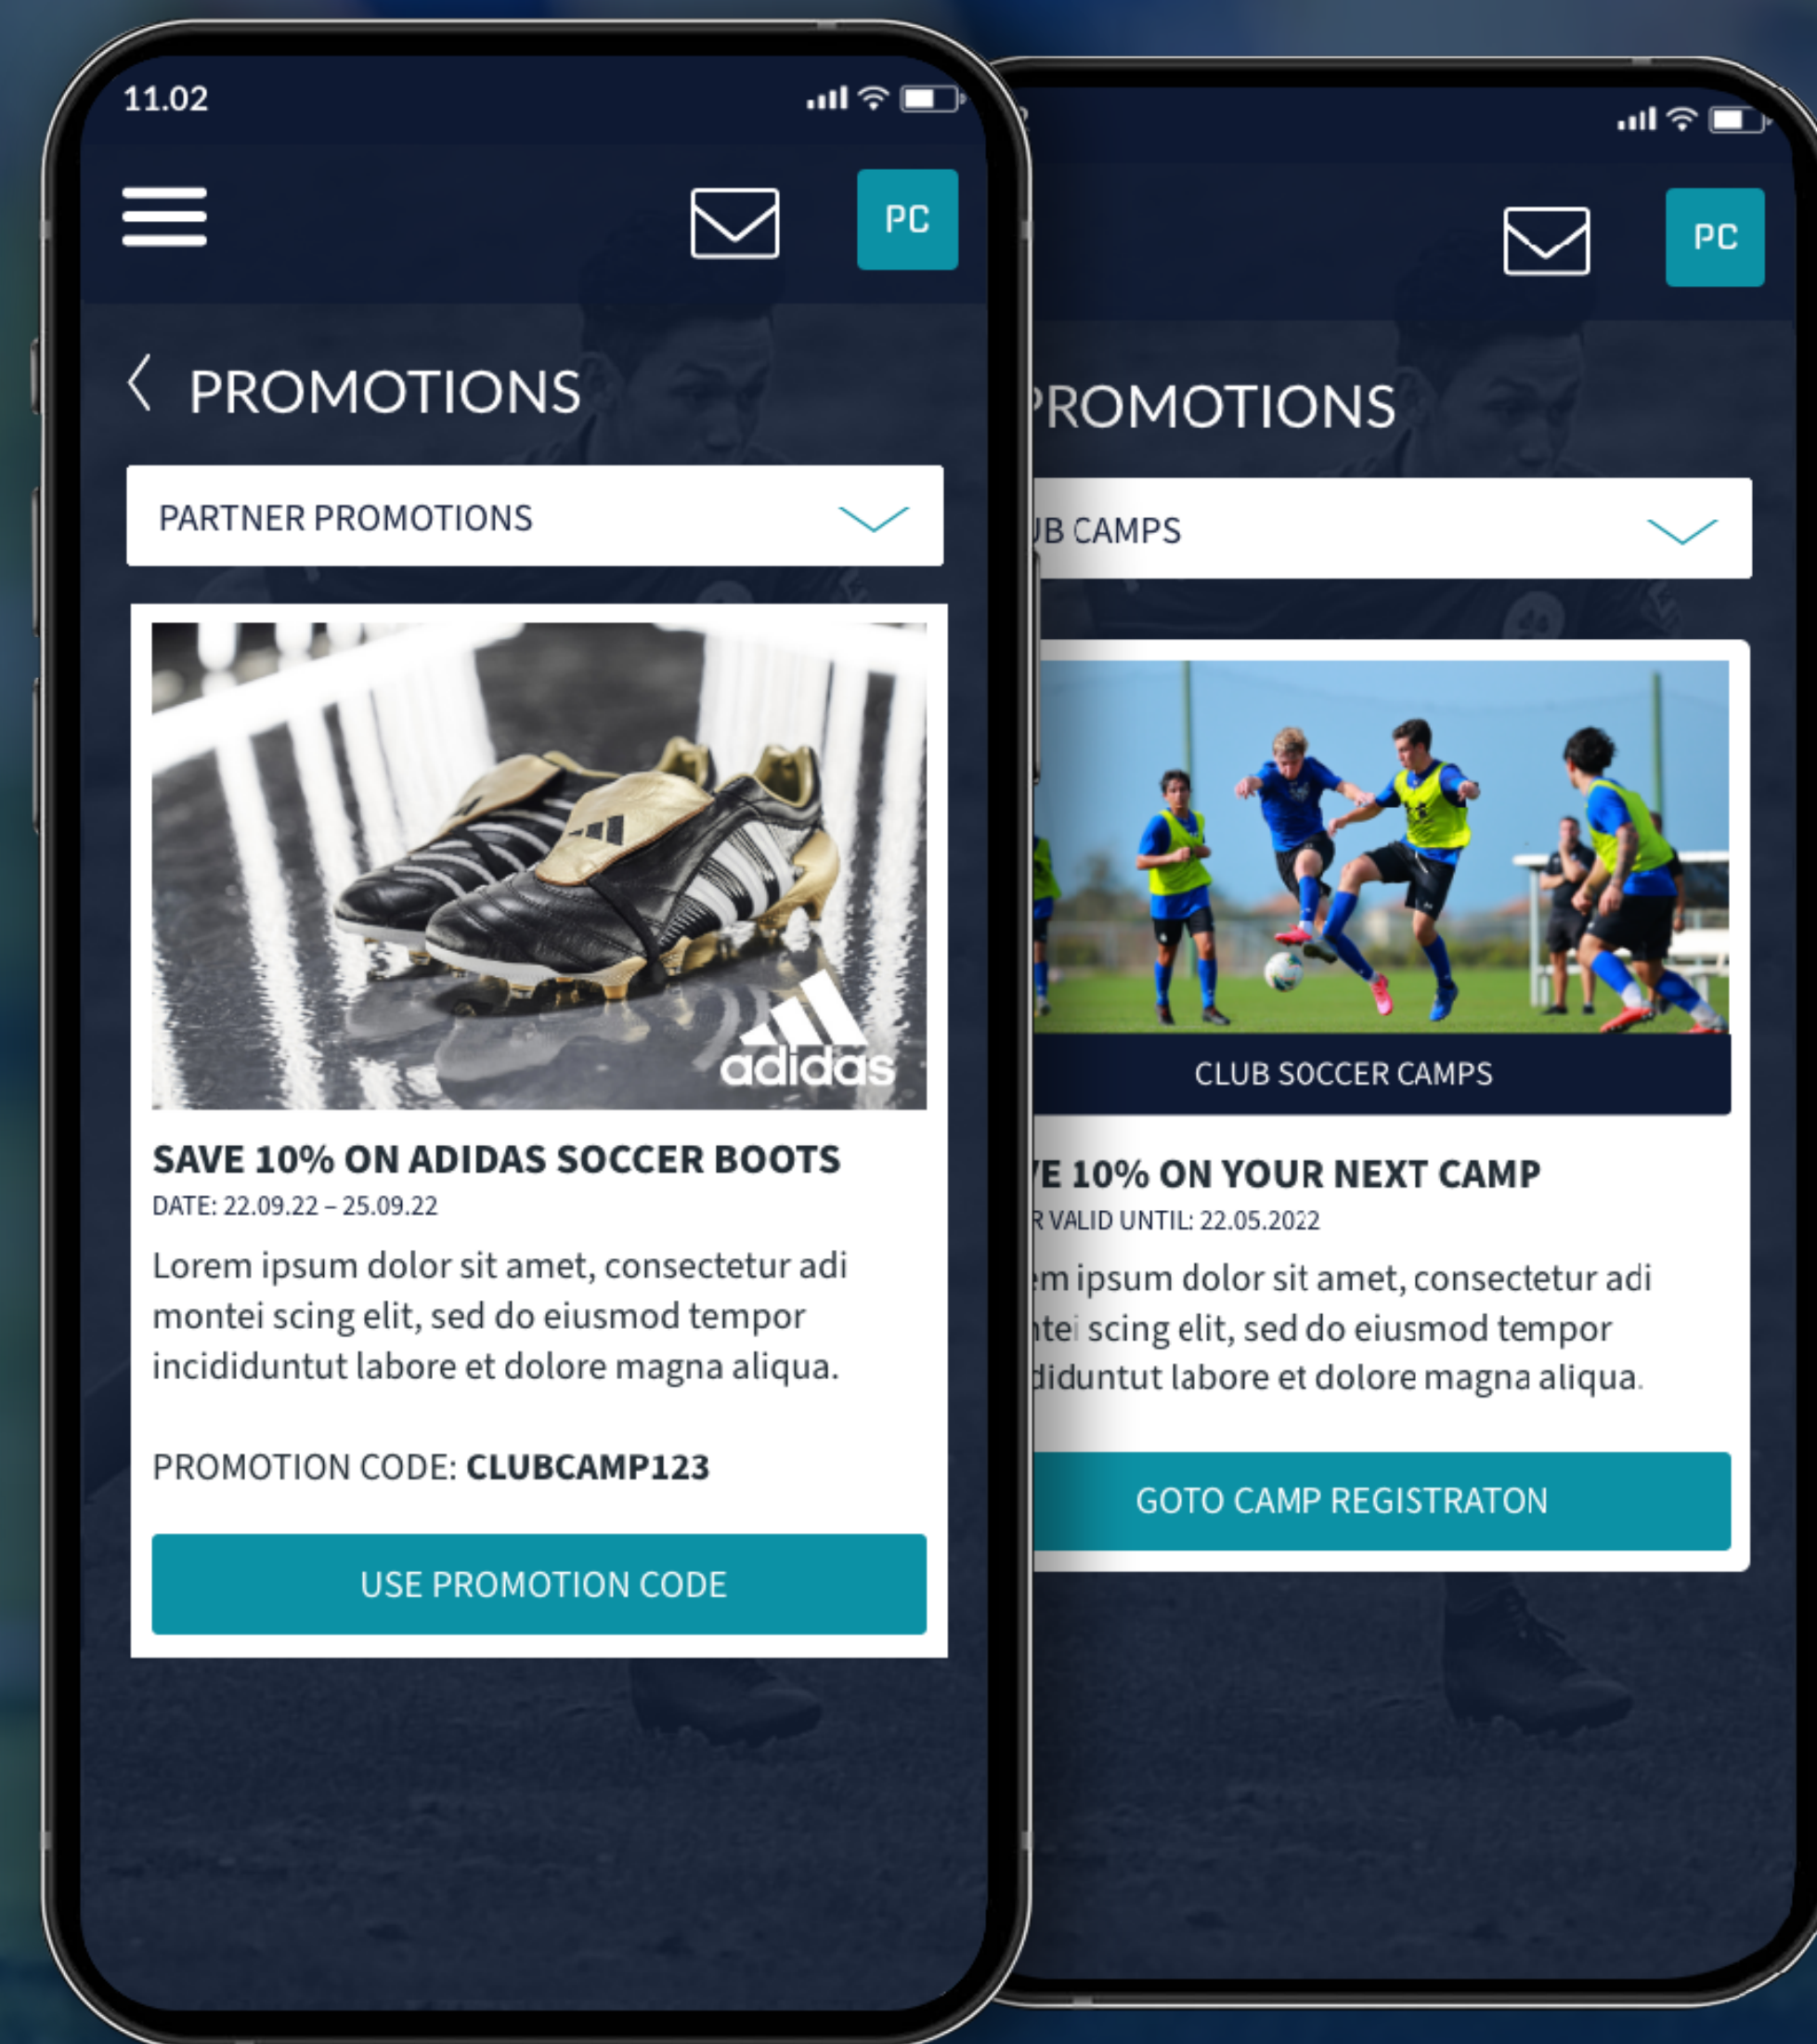 11.02
PC
PROMOTIONS
PARTNER PROMOTIONS
adidas
SAVE 10% ON ADIDAS SOCCER BOOTS
DATE: 22.09.22 – 25.09.22
Lorem ipsum dolor sit amet, consectetur adi
montei scing elit, sed do eiusmod tempor
incididuntut labore et dolore magna aliqua.
PROMOTION CODE: CLUBCAMP123
USE PROMOTION CODE
PC
PROMOTIONS
CAMPS
CLUB SOCCER CAMPS
10% ON YOUR NEXT CAMP
VALID UNTIL: 22.05.2022
ipsum dolor sit amet, consectetur adi
scing elit, sed do eiusmod tempor
labore et dolore magna aliqua.
GOTO CAMP REGISTRATON